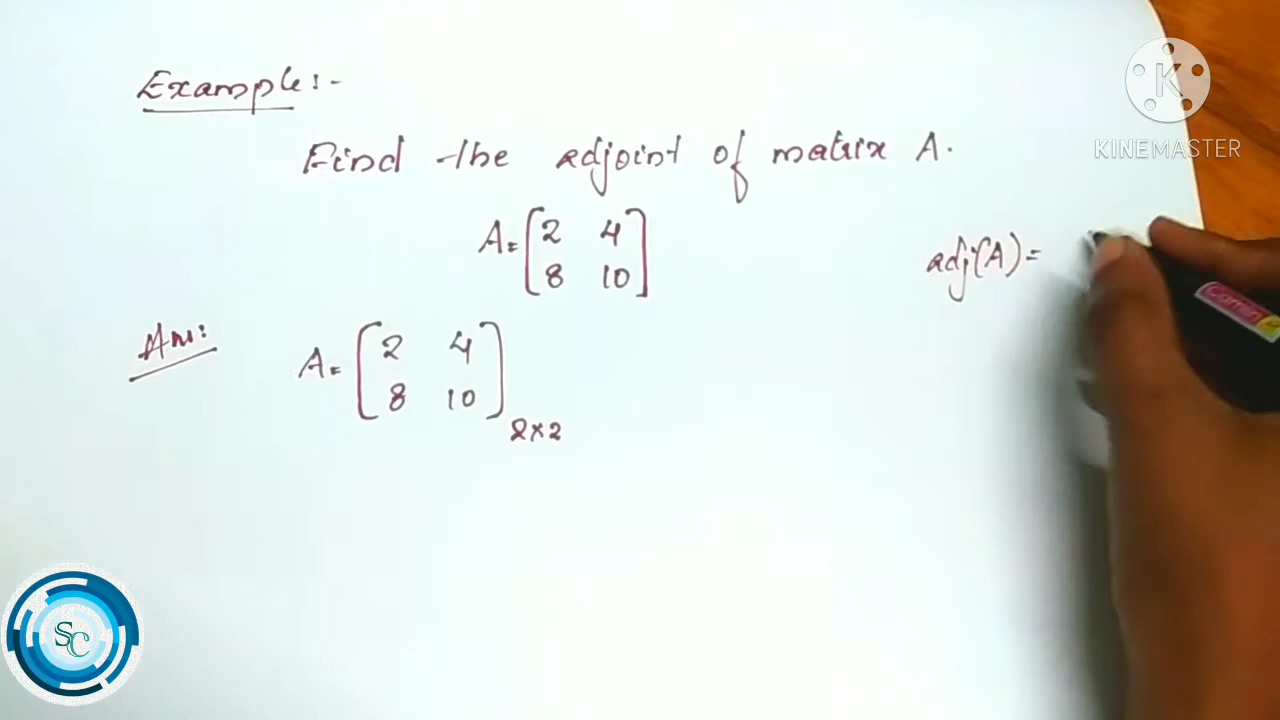 Example:-
Find the adjoint of matrix A.
A= [2 4
8 10]
adj(A) =
Ans:
A= [2 4
8 10] 2×2
KINEMASTER
K
Camlin
SC